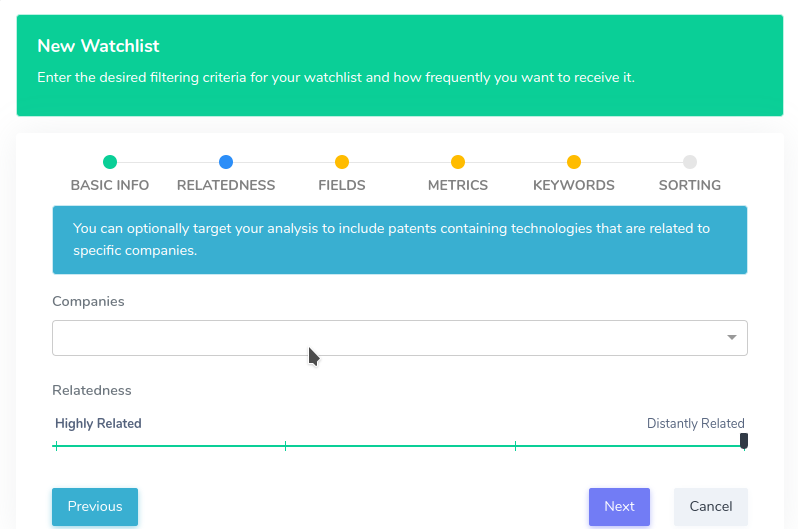 New Watchlist
Enter the desired filtering criteria for your watchlist and how frequently you want to receive it.
BASIC INFO RELATEDNESS FIELDS METRICS KEYWORDS SORTING
You can optionally target your analysis to include patents containing technologies that are related to
specific companies.
Companies
Relatedness
Highly Related Distantly Related
Previous Next Cancel